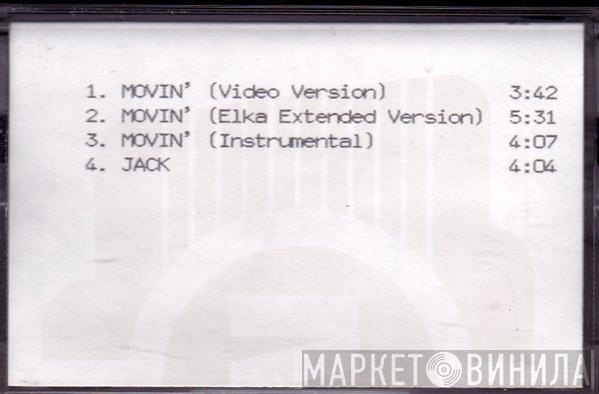 1. MOVIN' (Video Version) 3:42
2. MOVIN' (Elka Extended Version) 5:31
3. MOVIN' (Instrumental) 4:07
4. JACK 4:04
МАРКЕТ ВИНИЛА